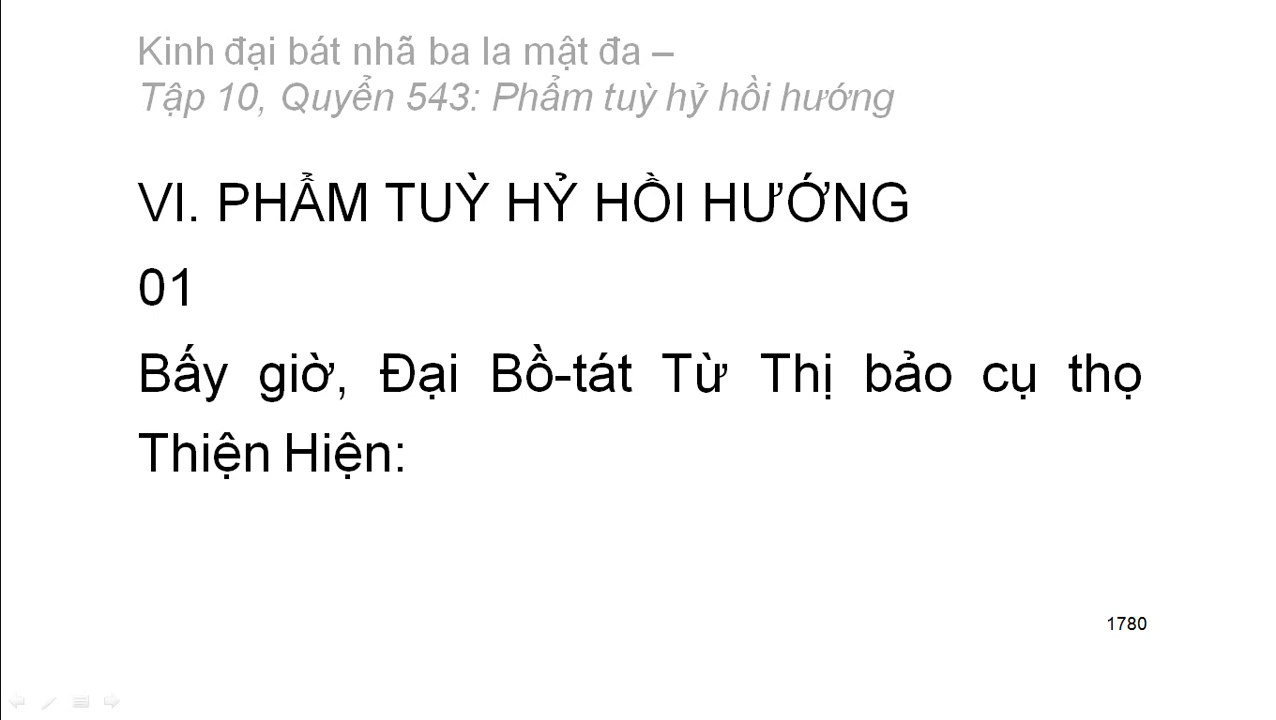 Kinh đại bát nhã ba la mật đa –
Tập 10, Quyển 543: Phẩm tuỳ hỷ hồi hướng
VI. PHẨM TUỲ HỶ HỒI HƯỚNG
01
Bấy giờ, Đại Bồ-tát Từ Thị bảo cụ thọ
Thiện Hiện:
1780